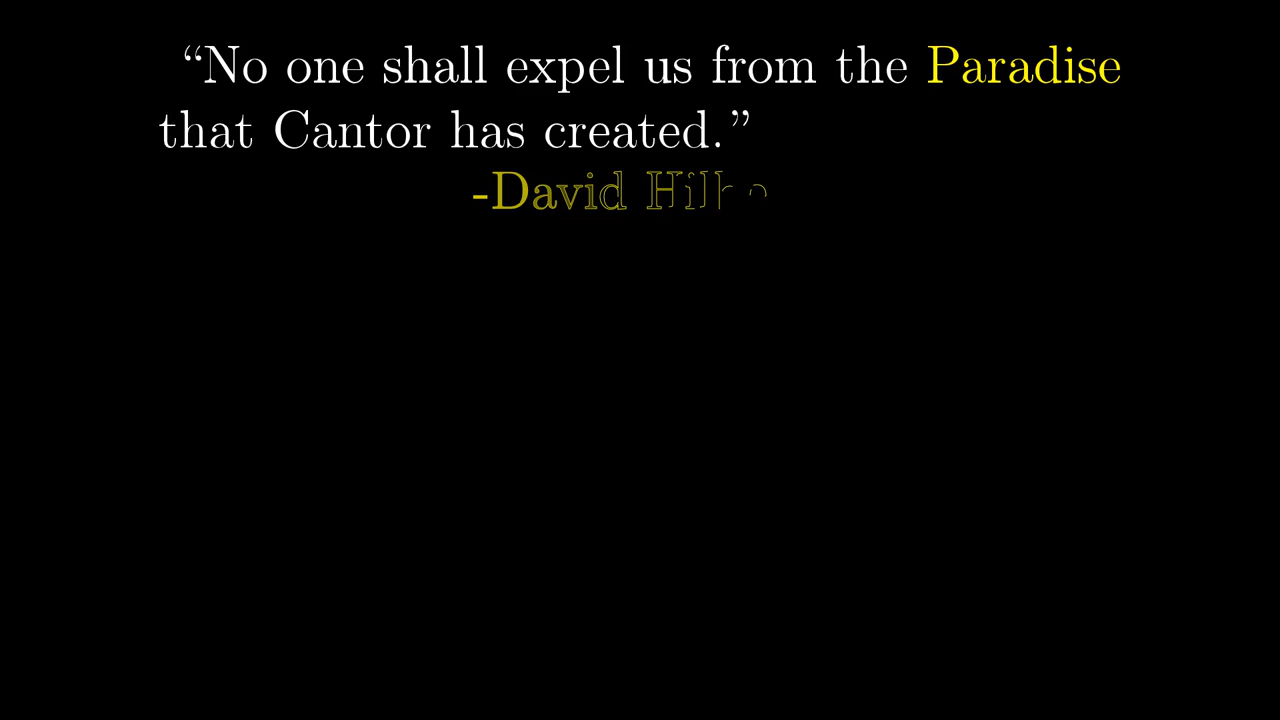 “No one shall expel us from the Paradise
that Cantor has created.”
-David